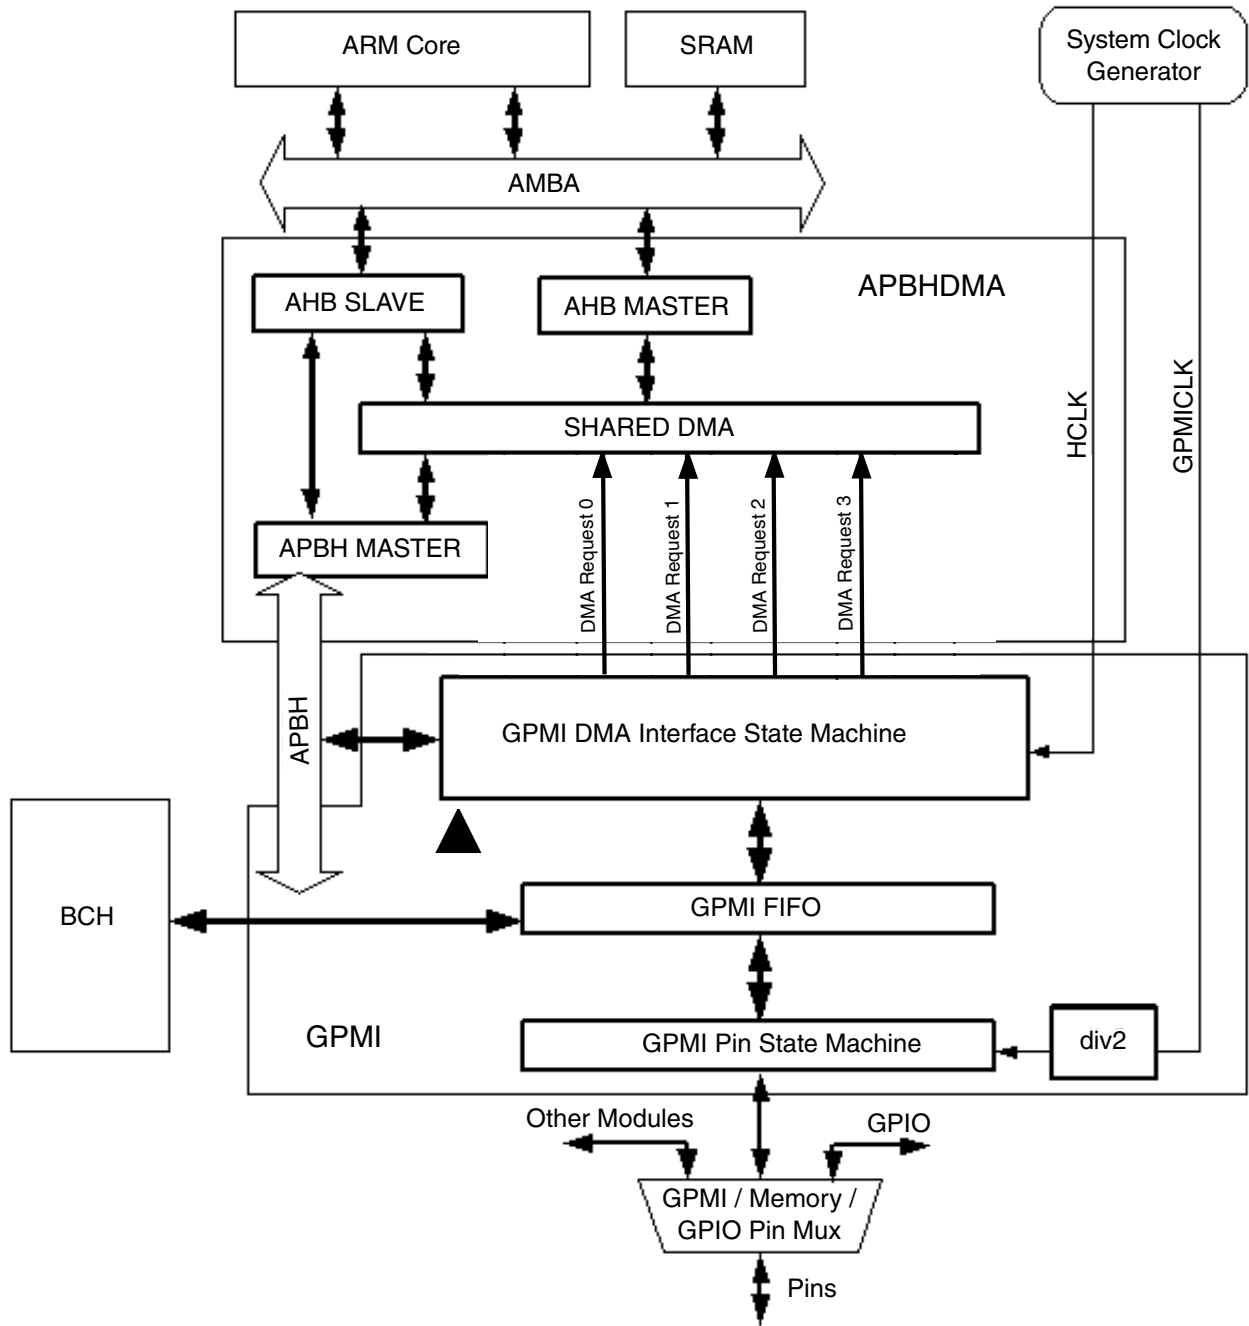 ARM Core
SRAM
System Clock
Generator
AMBA
APBHDMA
AHB SLAVE
AHB MASTER
HCLK
GPMICLK
SHARED DMA
DMA Request 0
DMA Request 1
DMA Request 2
DMA Request 3
APBH MASTER
APBH
GPMI DMA Interface State Machine
BCH
GPMI FIFO
GPMI
GPMI Pin State Machine
div2
Other Modules
GPIO
GPMI / Memory /
GPIO Pin Mux
Pins